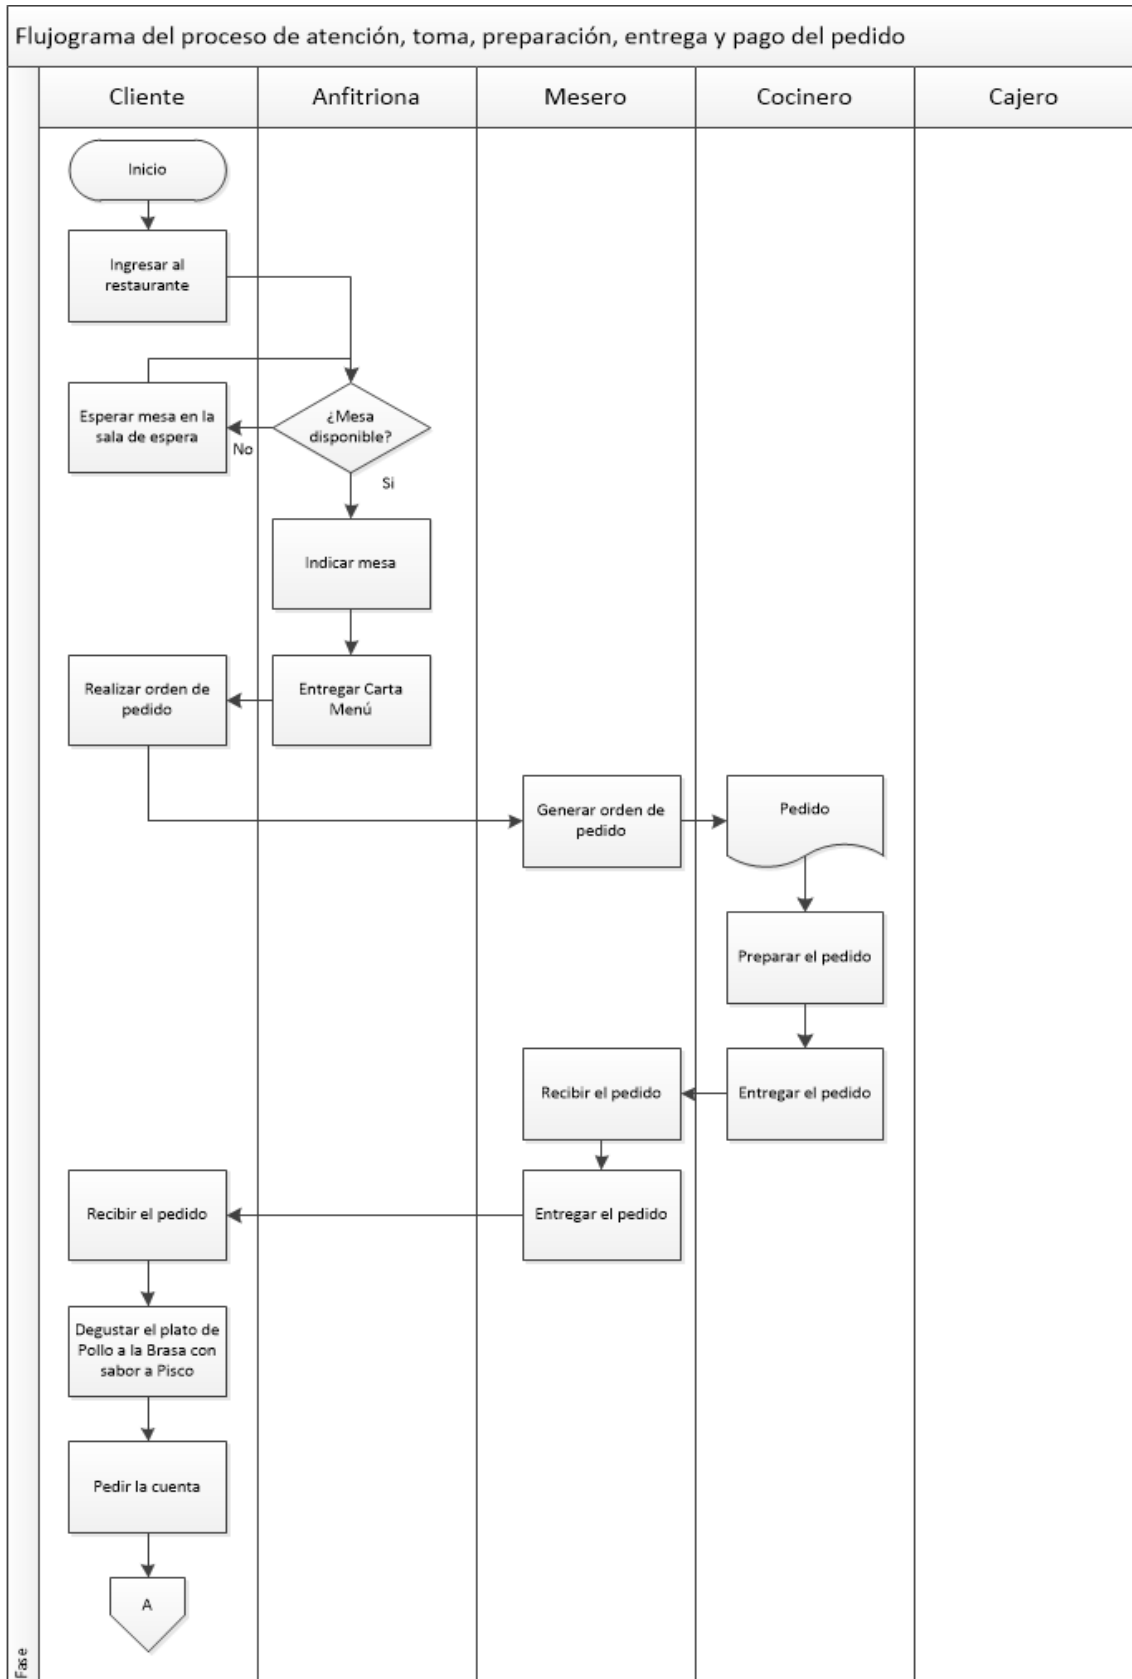 Flujograma del proceso de atención, toma, preparación, entrega y pago del pedido
Cliente
Anfitriona
Mesero
Cocinero
Cajero
Inicio
Ingresar al
restaurante
Esperar mesa en la
sala de espera
¿Mesa
disponible?
No
Si
Indicar mesa
Realizar orden de
pedido
Entregar Carta
Menú
Generar orden de
pedido
Pedido
Preparar el pedido
Recibir el pedido
Entregar el pedido
Recibir el pedido
Entregar el pedido
Degustar el plato de
Pollo a la Brasa con
sabor a Pisco
Pedir la cuenta
A
Fase